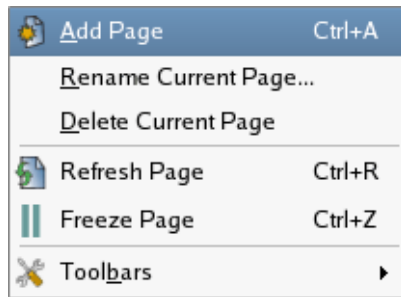 Add Page Ctrl+A
Rename Current Page...
Delete Current Page
Refresh Page Ctrl+R
Freeze Page Ctrl+Z
Toolbars